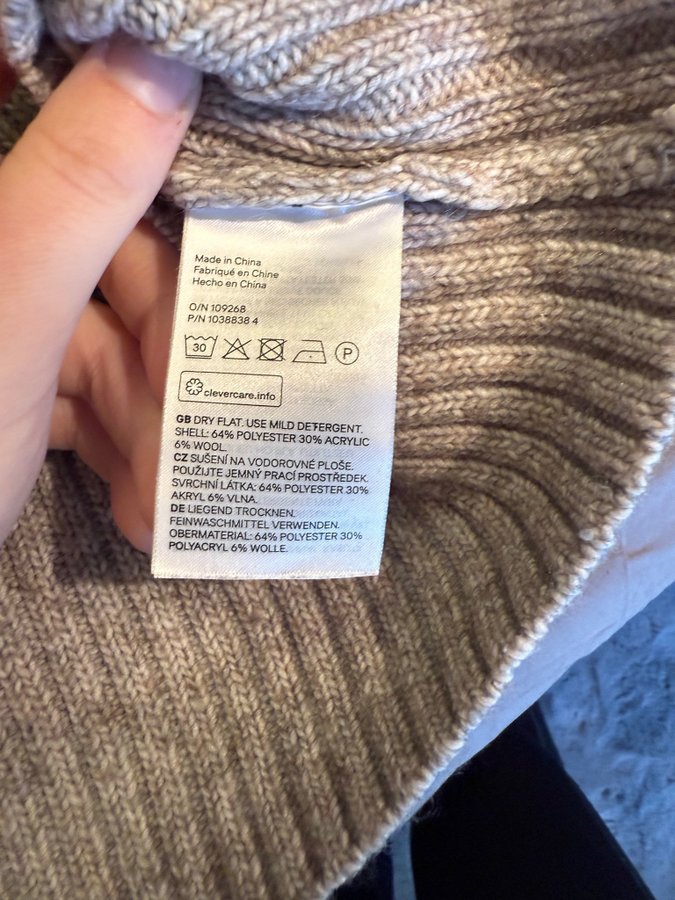 Made in China
Fabriqué en Chine
Hecho en China
O/N 109268
P/N 1038838 4
30 P
clevercare.info
GB DRY FLAT. USE MILD DETERGENT.
SHELL: 64% POLYESTER 30% ACRYLIC
6% WOOL.
CZ SUŠENÍ NA VODOROVNÉ PLOŠE.
POUŽIJTE JEMNÝ PRACÍ PROSTŘEDEK.
SVRCHNÍ LÁTKA: 64% POLYESTER 30%
AKRYL 6% VLNA.
DE LIEGEND TROCKNEN.
FEINWASCHMITTEL VERWENDEN.
OBERMATERIAL: 64% POLYESTER 30%
POLYACRYL 6% WOLLE.